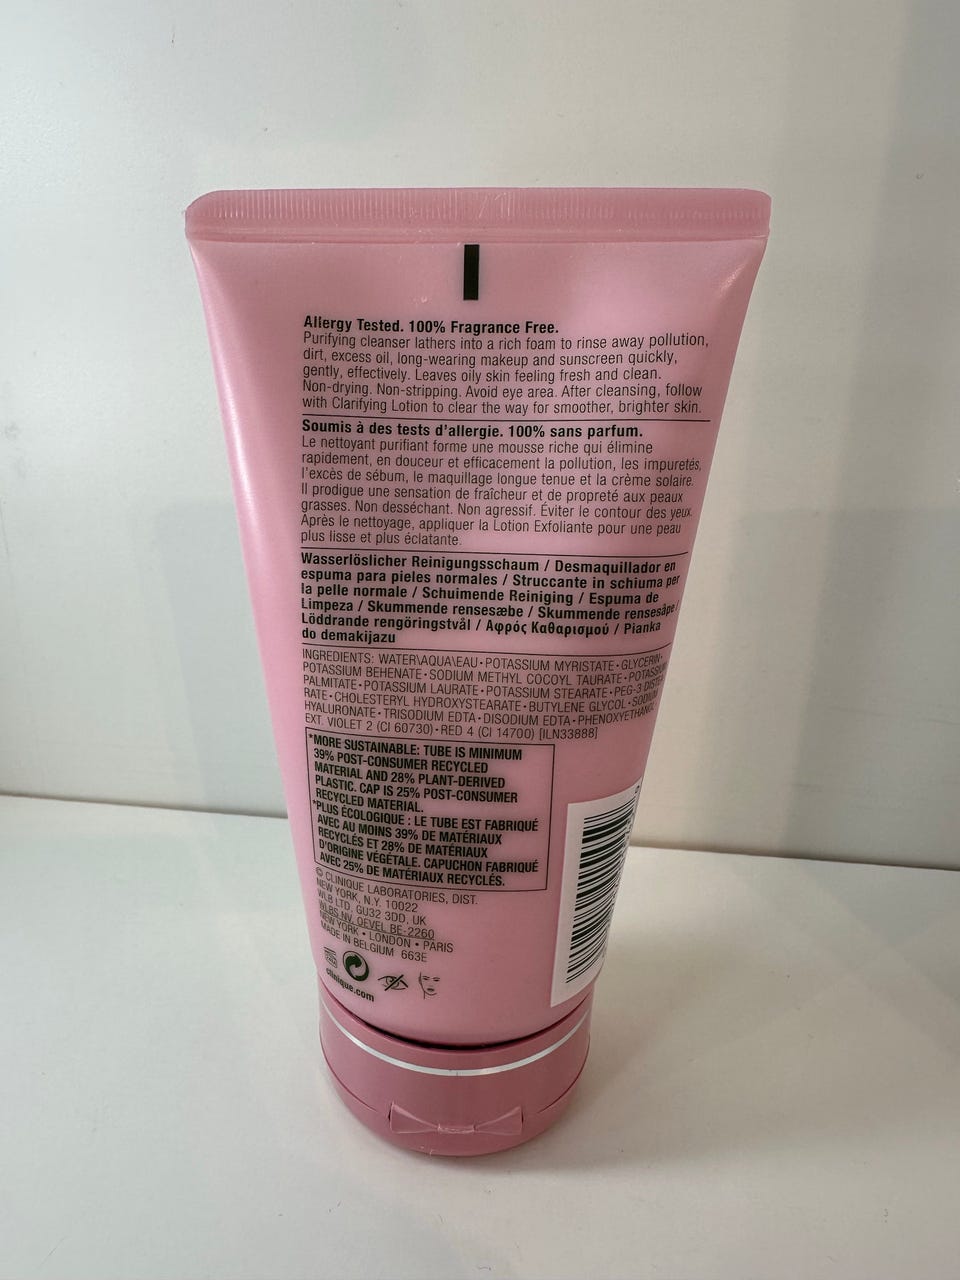 Allergy Tested. 100% Fragrance Free.
Purifying cleanser lathers into a rich foam to rinse away pollution,
dirt, excess oil, long-wearing makeup and sunscreen quickly,
gently, effectively. Leaves oily skin feeling fresh and clean.
Non-drying. Non-stripping. Avoid eye area. After cleansing, follow
with Clarifying Lotion to clear the way for smoother, brighter skin.
Soumis à des tests d'allergie. 100% sans parfum.
Le nettoyant purifiant forme une mousse riche qui élimine
rapidement, en douceur et efficacement la pollution, les impuretés,
l'excès de sébum, le maquillage longue tenue et la crème solaire.
Il prodigue une sensation de fraîcheur et de propreté aux peaux
grasses. Non desséchant. Non agressif. Éviter le contour des yeux.
Après le nettoyage, appliquer la Lotion Exfoliante pour une peau
plus lisse et plus éclatante.
Wasserlöslicher Reinigungsschaum / Desmaquillador en
espuma para pieles normales / Struccante in schiuma per
la pelle normale / Schuimende Reiniging / Espuma de
Limpeza / Skummende rensesæbe / Skummende rensesåpe /
Löddrande rengöringstvål / Αφρός Καθαρισμού / Pianka
do demakijazu
INGREDIENTS: WATER\AQUA\EAU • POTASSIUM MYRISTATE • GLYCERIN •
POTASSIUM BEHENATE • SODIUM METHYL COCOYL TAURATE •
PALMITATE • POTASSIUM LAURATE • POTASSIUM STEARATE • PEG-3
RATE • CHOLESTERYL HYDROXYSTEARATE • BUTYLENE GLYCOL • SODIUM
HYALURONATE • TRISODIUM EDTA • DISODIUM EDTA •
EXT. VIOLET 2 (CI 60730) • RED 4 (CI 14700) [ILN33888]
*MORE SUSTAINABLE: TUBE IS MINIMUM
39% POST-CONSUMER RECYCLED
MATERIAL AND 28% PLANT-DERIVED
PLASTIC. CAP IS 25% POST-CONSUMER
RECYCLED MATERIAL.
*PLUS ÉCOLOGIQUE : LE TUBE EST FABRIQUÉ
AVEC AU MOINS 39% DE MATÉRIAUX
RECYCLÉS ET 28% DE MATÉRIAUX
D'ORIGINE VÉGÉTALE. CAPUCHON FABRIQUÉ
AVEC 25% DE MATÉRIAUX RECYCLÉS.
© CLINIQUE LABORATORIES, DIST.
NEW YORK, N.Y. 10022
WLB LTD. GU32 3DD, UK
WLBS NV, OEVEL BE-2260
NEW YORK • LONDON • PARIS
MADE IN BELGIUM 663E
clinique.com